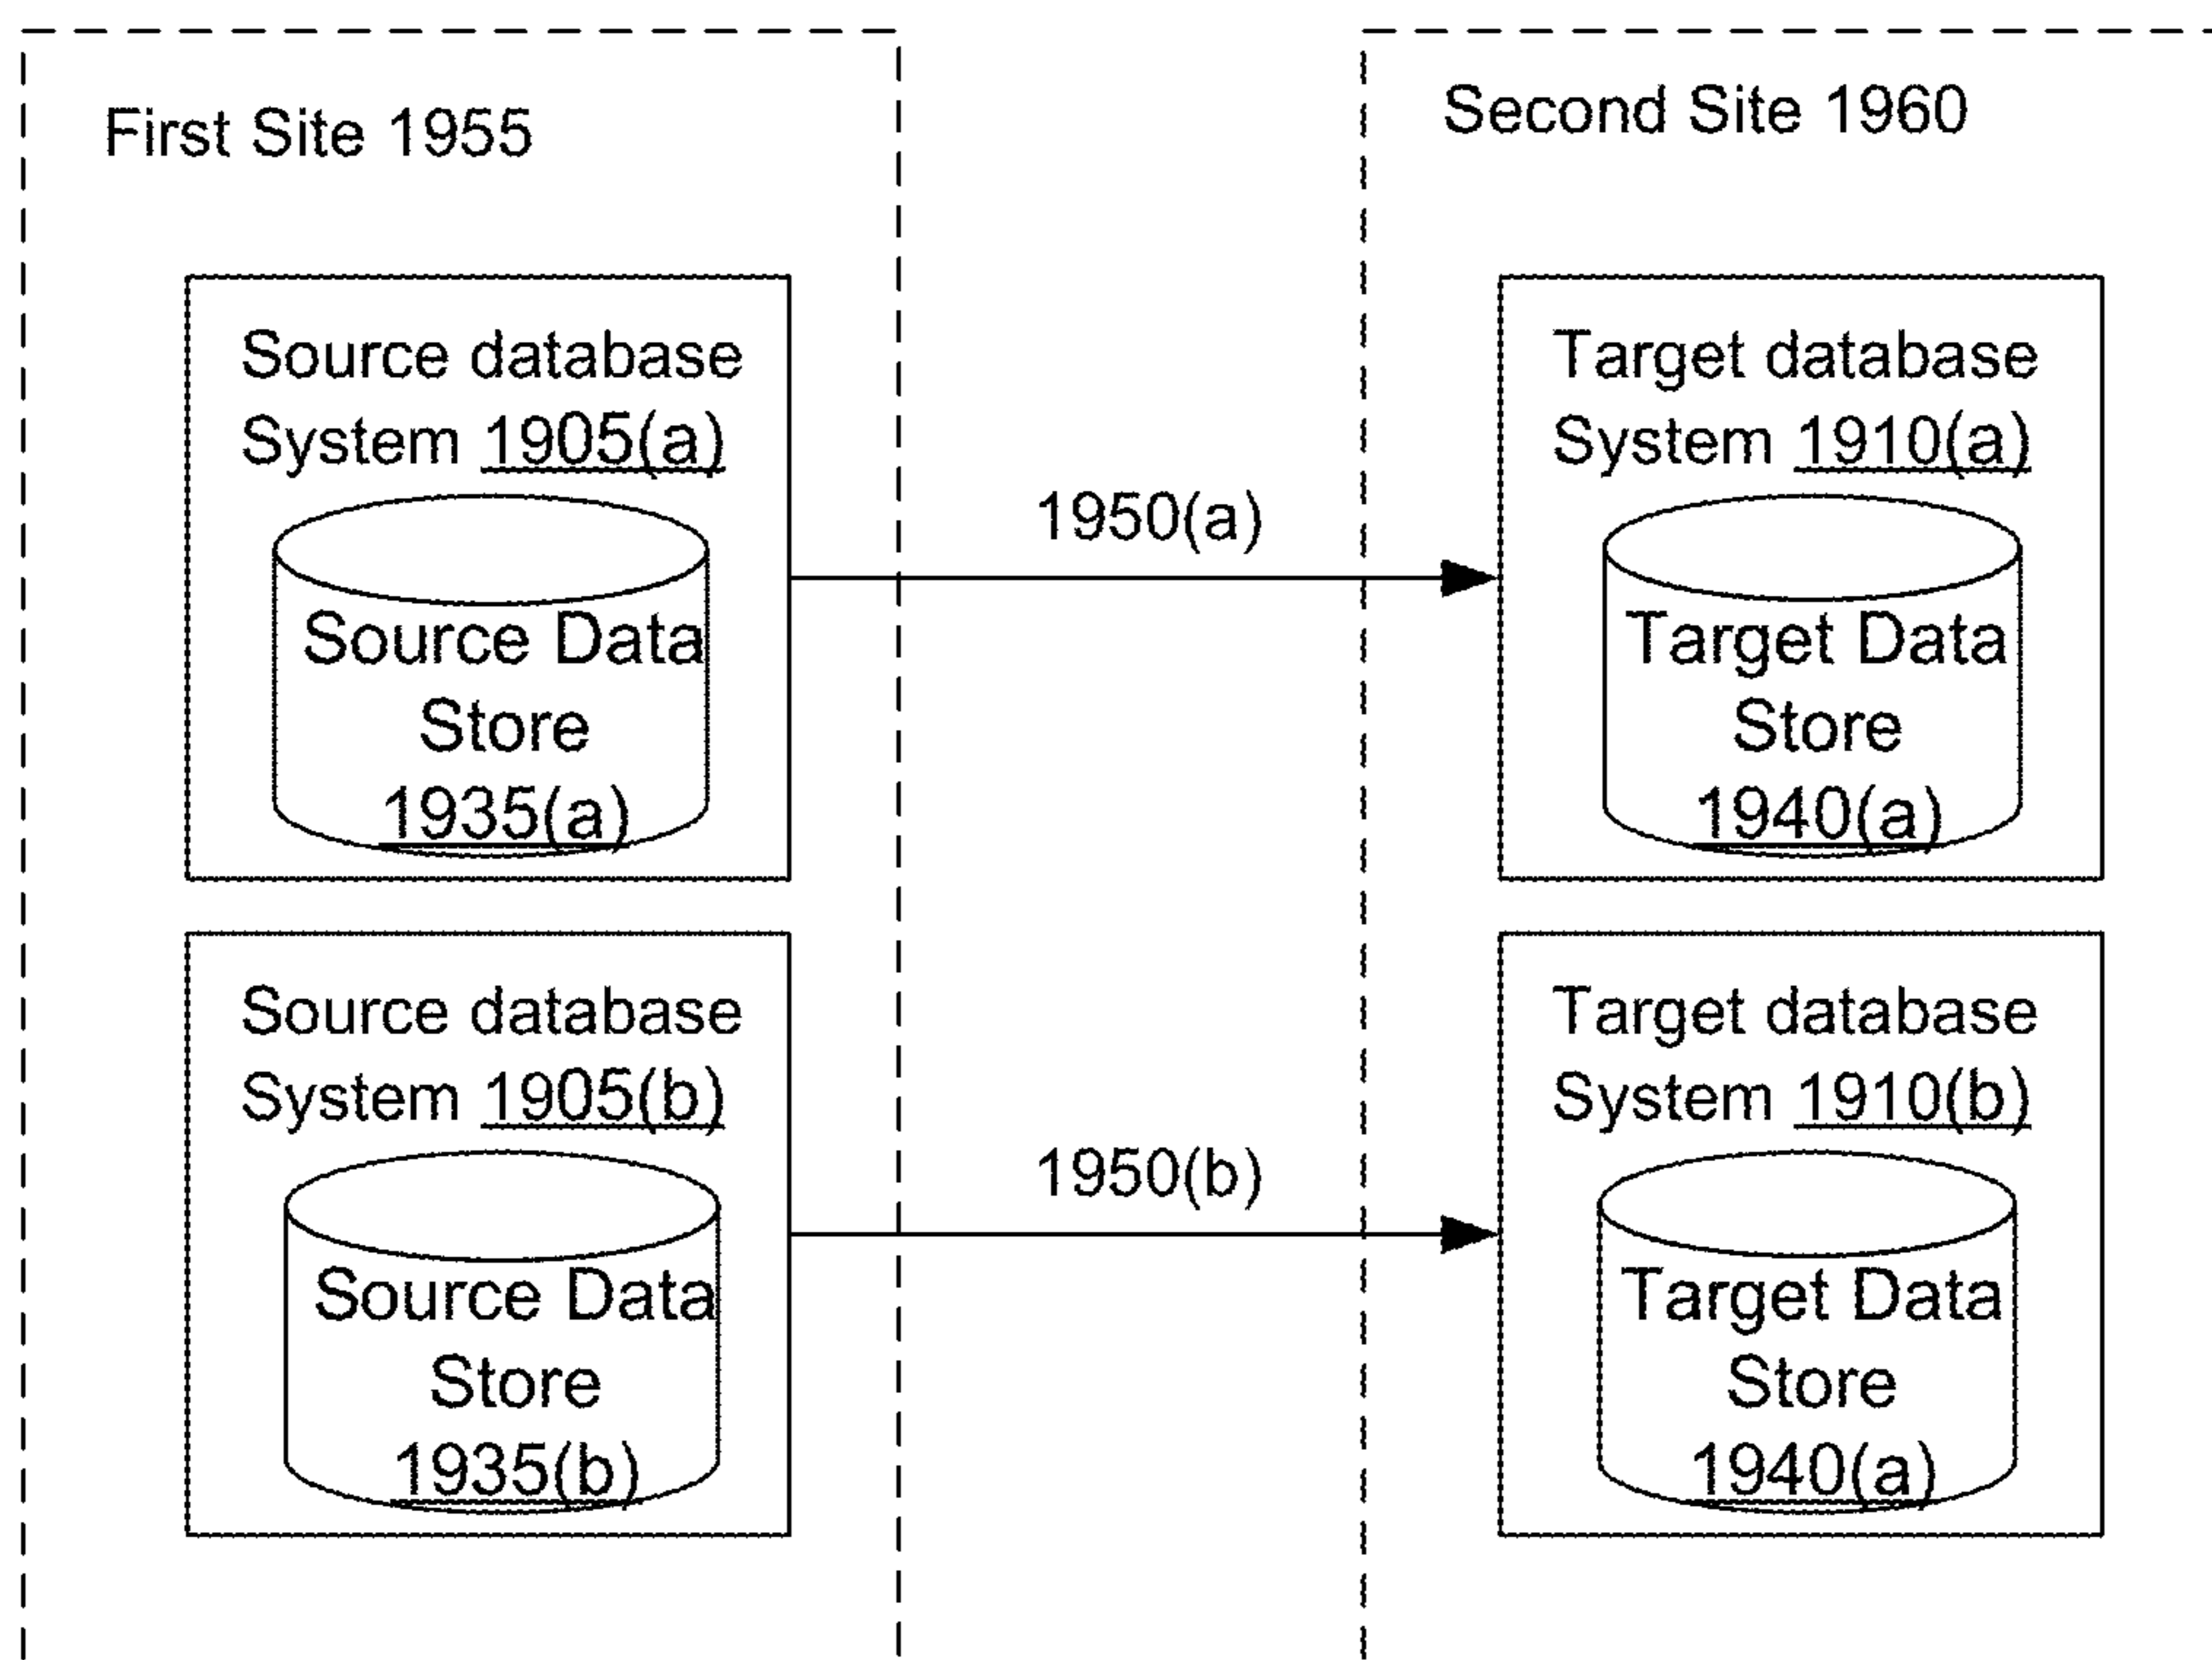 First Site 1955
Second Site 1960
Source database
System 1905(a)
Source Data
Store
1935(a)
1950(a)
Target database
System 1910(a)
Target Data
Store
1940(a)
Source database
System 1905(b)
Source Data
Store
1935(b)
1950(b)
Target database
System 1910(b)
Target Data
Store
1940(a)